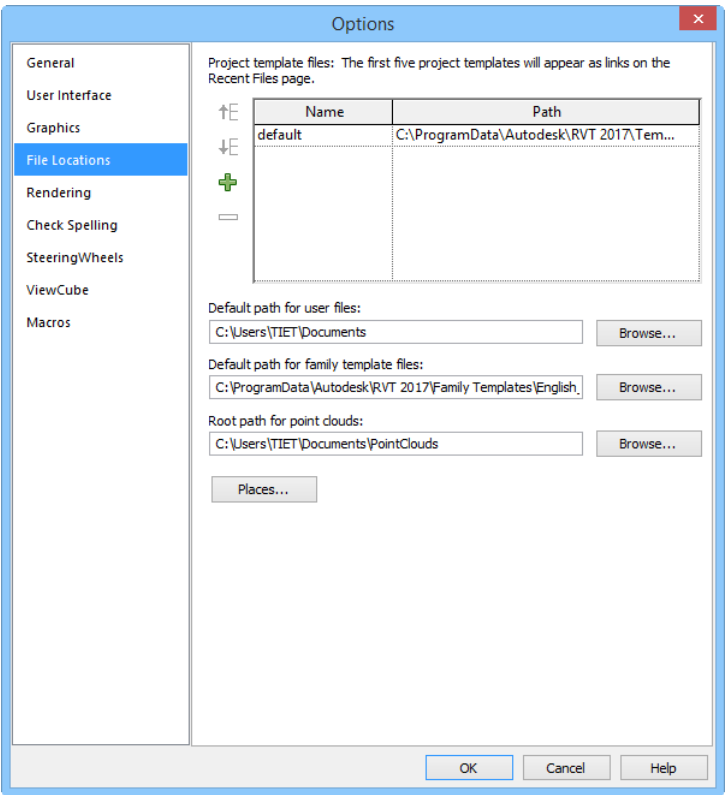 Options
General
User Interface
Graphics
File Locations
Rendering
Check Spelling
SteeringWheels
ViewCube
Macros
Project template files: The first five project templates will appear as links on the
Recent Files page.
Name Path
default C:\ProgramData\Autodesk\RVT 2017\Tem...
Default path for user files:
C:\Users\TIET\Documents Browse...
Default path for family template files:
C:\ProgramData\Autodesk\RVT 2017\Family Templates\English_ Browse...
Root path for point clouds:
C:\Users\TIET\Documents\PointClouds Browse...
Places...
OK Cancel Help